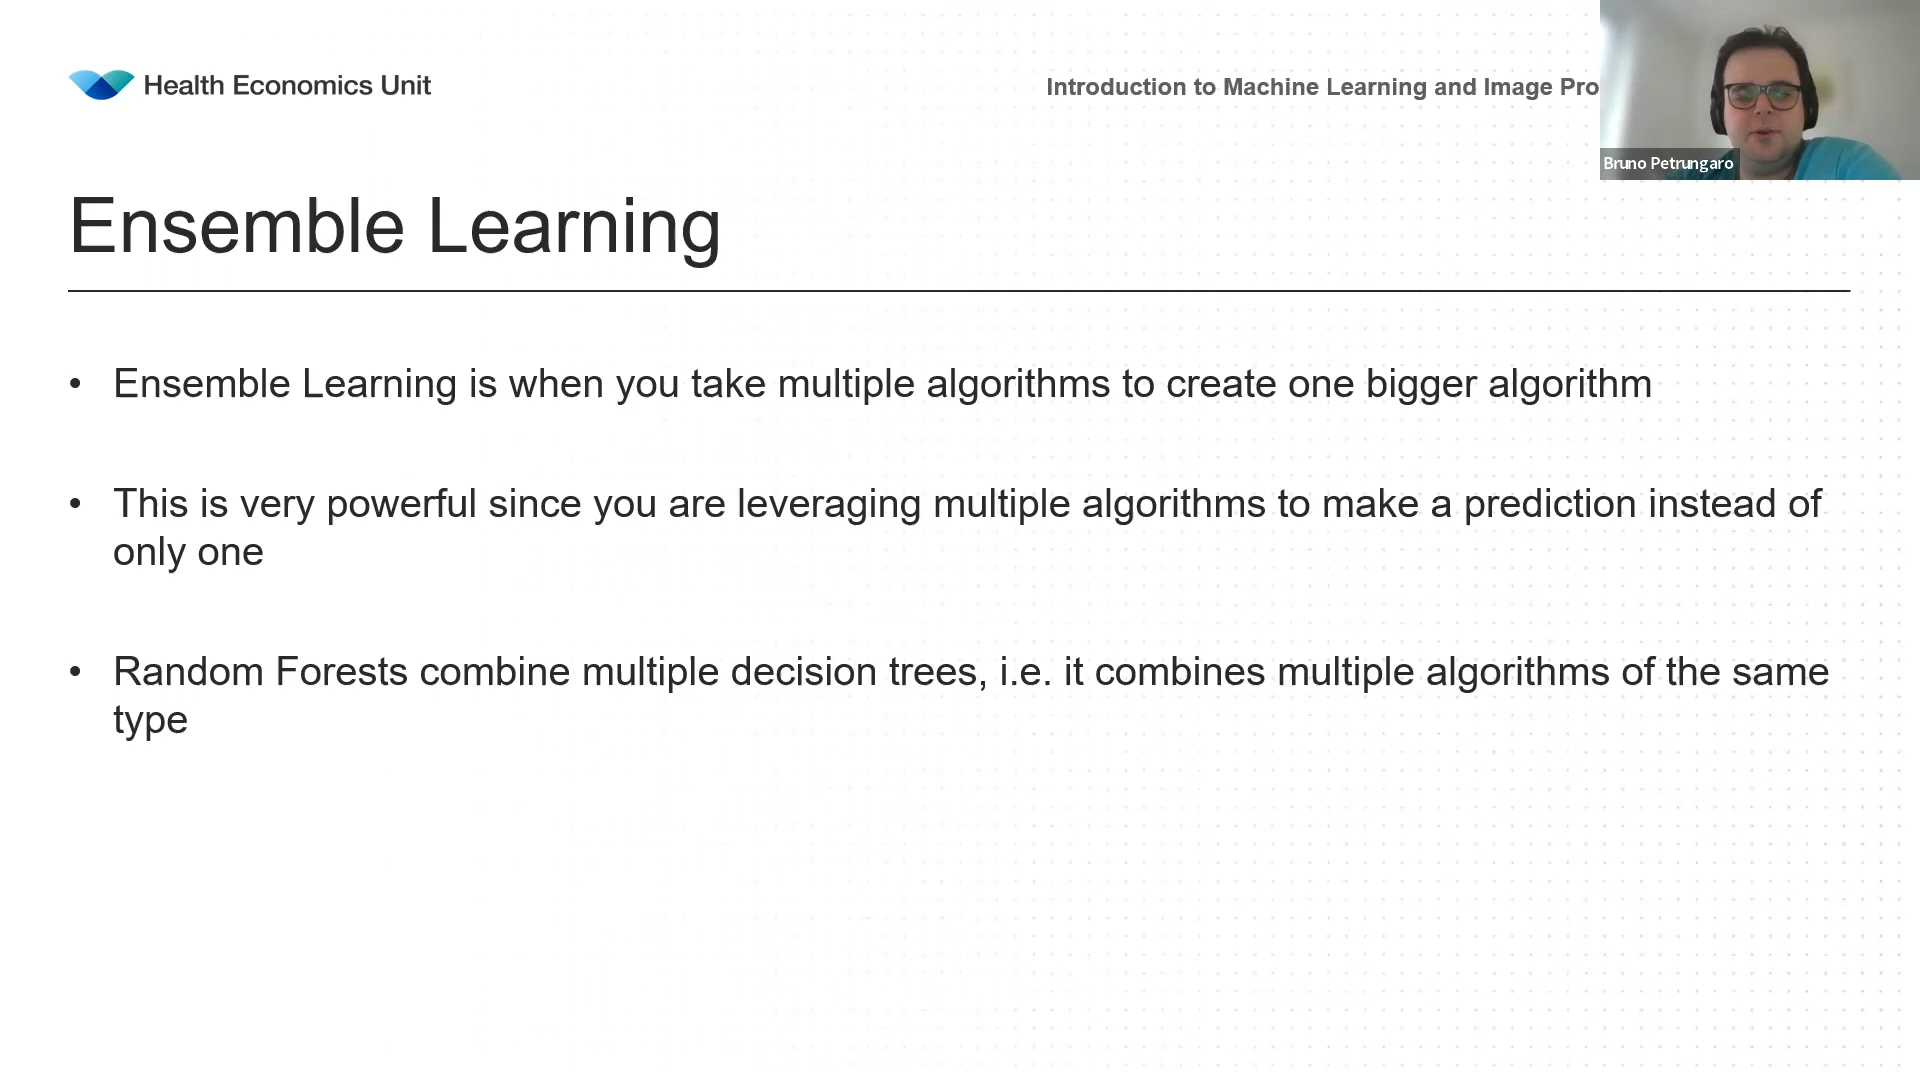 Health Economics Unit
Introduction to Machine Learning and Image Pro
Bruno Petrungaro
Ensemble Learning
• Ensemble Learning is when you take multiple algorithms to create one bigger algorithm
• This is very powerful since you are leveraging multiple algorithms to make a prediction instead of
only one
• Random Forests combine multiple decision trees, i.e. it combines multiple algorithms of the same
type